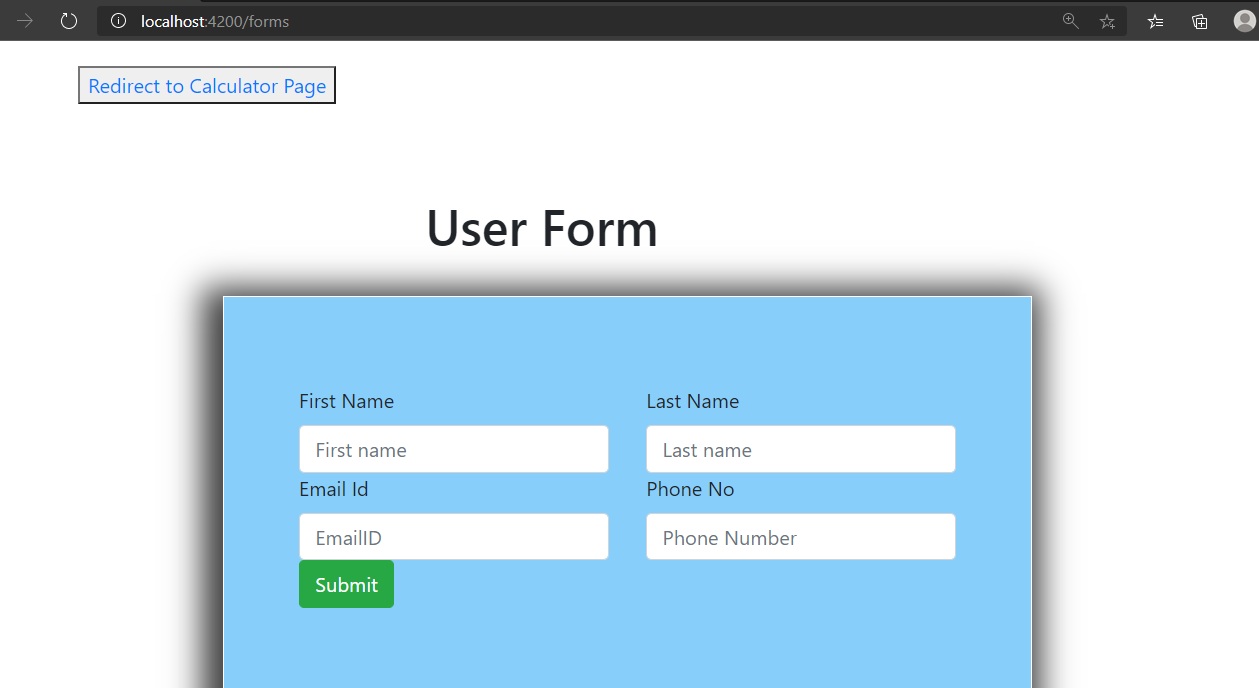 localhost:4200/forms
Redirect to Calculator Page
User Form
First Name Last Name
First name Last name
Email Id Phone No
EmailID Phone Number
Submit